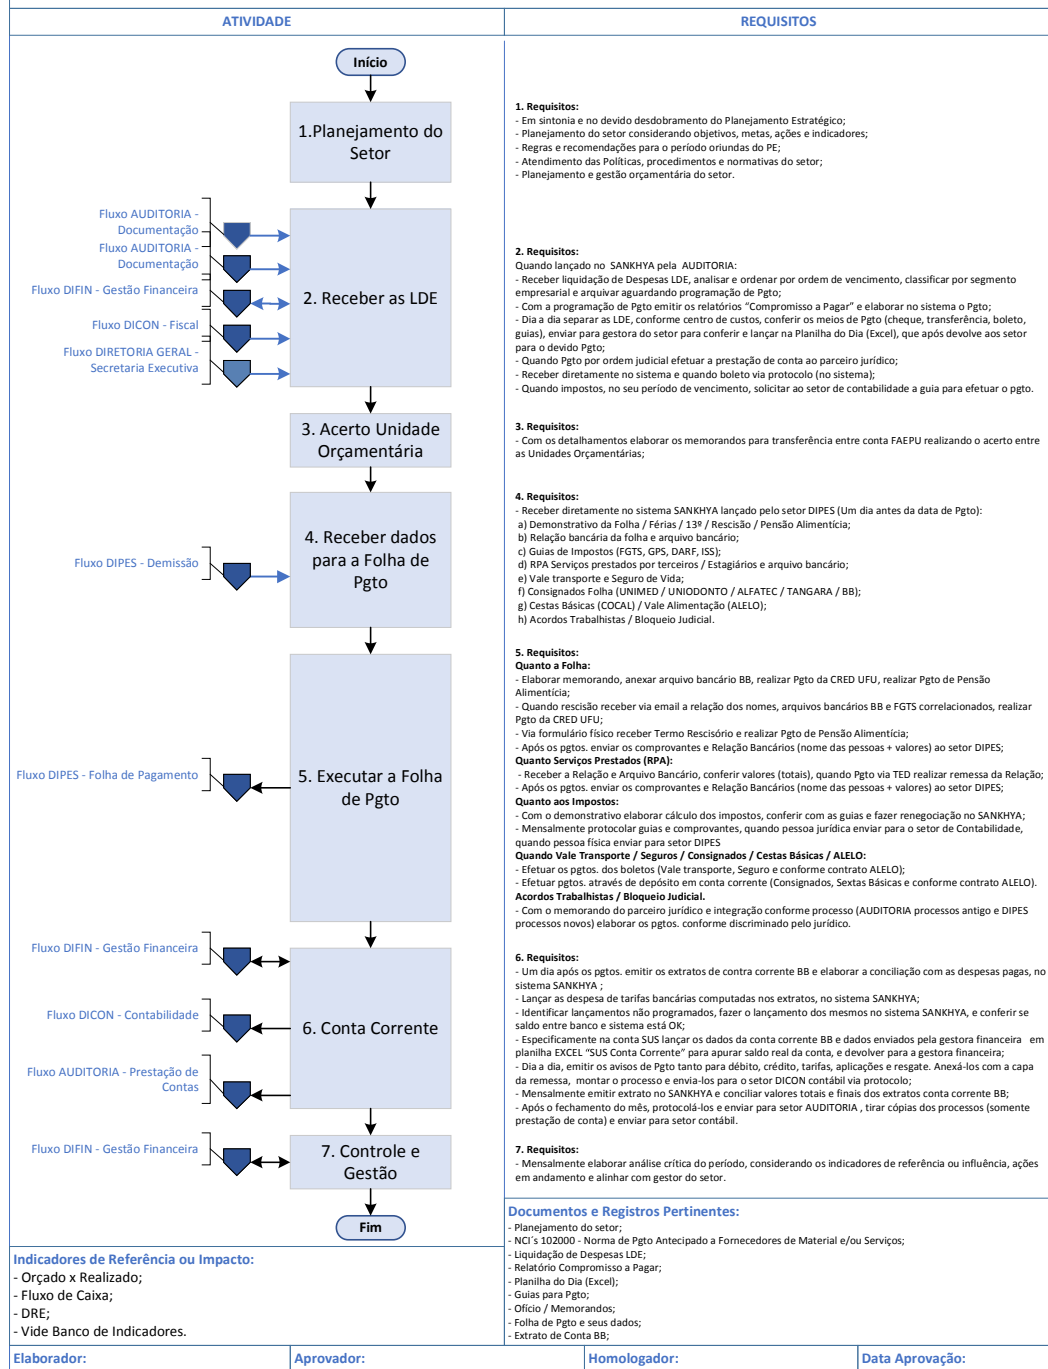 ATIVIDADE
REQUISITOS
Início
1.Planejamento do
Setor
1. Requisitos:
- Em sintonia e no devido desdobramento do Planejamento Estratégico;
- Planejamento do setor considerando objetivos, metas, ações e indicadores;
- Regras e recomendações para o período oriundas do PE;
- Atendimento das Políticas, procedimentos e normativas do setor;
- Planejamento e gestão orçamentária do setor.
Fluxo AUDITORIA -
Documentação
Fluxo AUDITORIA -
Documentação
Fluxo DIFIN - Gestão Financeira
Fluxo DICON - Fiscal
Fluxo DIRETORIA GERAL -
Secretaria Executiva
2. Receber as LDE
2. Requisitos:
Quando lançado no  SANKHYA pela  AUDITORIA:
- Receber liquidação de Despesas LDE, analisar e ordenar por ordem de vencimento, classificar por segmento
empresarial e arquivar aguardando programação de Pgto;
- Com a programação de Pgto emitir os relatórios “Compromisso a Pagar” e elaborar no sistema o Pgto;
- Dia a dia separar as LDE, conforme centro de custos, conferir os meios de Pgto (cheque, transferência, boleto,
guias), enviar para gestora do setor para conferir e lançar na Planilha do Dia (Excel), que após devolve aos setor
para o devido Pgto;
- Quando Pgto por ordem judicial efetuar a prestação de conta ao parceiro jurídico;
- Receber diretamente no sistema e quando boleto via protocolo (no sistema);
- Quando impostos, no seu período de vencimento, solicitar ao setor de contabilidade a guia para efetuar o pgto.
3. Acerto Unidade
Orçamentária
3. Requisitos:
- Com os detalhamentos elaborar os memorandos para transferência entre conta FAEPU realizando o acerto entre
as Unidades Orçamentárias;
Fluxo DIPES - Demissão
4. Receber dados
para a Folha de
Pgto
4. Requisitos:
- Receber diretamente no sistema SANKHYA lançado pelo setor DIPES (Um dia antes da data de Pgto):
a) Demonstrativo da Folha / Férias / 13º / Rescisão / Pensão Alimentícia;
b) Relação bancária da folha e arquivo bancário;
c) Guias de Impostos (FGTS, GPS, DARF, ISS);
d) RPA Serviços prestados por terceiros / Estagiários e arquivo bancário;
e) Vale transporte e Seguro de Vida;
f) Consignados Folha (UNIMED / UNIODONTO / ALFATEC / TANGARA / BB);
g) Cestas Básicas (COCAL) / Vale Alimentação (ALELO);
h) Acordos Trabalhistas / Bloqueio Judicial.
Fluxo DIPES - Folha de Pagamento
5. Executar a Folha
de Pgto
5. Requisitos:
Quanto a Folha:
- Elaborar memorando, anexar arquivo bancário BB, realizar Pgto da CRED UFU, realizar Pgto de Pensão
Alimentícia;
- Quando rescisão receber via email a relação dos nomes, arquivos bancários BB e FGTS correlacionados, realizar
Pgto da CRED UFU;
- Via formulário físico receber Termo Rescisório e realizar Pgto de Pensão Alimentícia;
- Após os pgtos. enviar os comprovantes e Relação Bancários (nome das pessoas + valores) ao setor DIPES;
Quanto Serviços Prestados (RPA):
- Receber a Relação e Arquivo Bancário, conferir valores (totais), quando Pgto via TED realizar remessa da Relação;
- Após os pgtos. enviar os comprovantes e Relação Bancários (nome das pessoas + valores) ao setor DIPES;
Quanto aos Impostos:
- Com o demonstrativo elaborar cálculo dos impostos, conferir com as guias e fazer renegociação no SANKHYA;
- Mensalmente protocolar guias e comprovantes, quando pessoa jurídica enviar para o setor de Contabilidade,
quando pessoa física enviar para setor DIPES
Quando Vale Transporte / Seguros / Consignados / Cestas Básicas / ALELO:
- Efetuar os pgtos. dos boletos (Vale transporte, Seguro e conforme contrato ALELO);
- Efetuar pgtos. através de depósito em conta corrente (Consignados, Sextas Básicas e conforme contrato ALELO).
Acordos Trabalhistas / Bloqueio Judicial.
- Com o memorando do parceiro jurídico e integração conforme processo (AUDITORIA processos antigo e DIPES
processos novos) elaborar os pgtos. conforme discriminado pelo jurídico.
Fluxo DIFIN - Gestão Financeira
Fluxo DICON - Contabilidade
Fluxo AUDITORIA - Prestação de
Contas
6. Conta Corrente
6. Requisitos:
- Um dia após os pgtos. emitir os extratos de contra corrente BB e elaborar a conciliação com as despesas pagas, no
sistema SANKHYA ;
- Lançar as despesa de tarifas bancárias computadas nos extratos, no sistema SANKHYA;
- Identificar lançamentos não programados, fazer o lançamento dos mesmos no sistema SANKHYA, e conferir se
saldo entre banco e sistema está OK;
- Especificamente na conta SUS lançar os dados da conta corrente BB e dados enviados pela gestora financeira  em
planilha EXCEL “SUS Conta Corrente” para apurar saldo real da conta, e devolver para a gestora financeira;
- Dia a dia, emitir os avisos de Pgto tanto para débito, crédito, tarifas, aplicações e resgate. Anexá-los com a capa
da remessa,  montar o processo e envia-los para o setor DICON contábil via protocolo;
- Mensalmente emitir extrato no SANKHYA e conciliar valores totais e finais dos extratos conta corrente BB;
- Após o fechamento do mês, protocolá-los e enviar para setor AUDITORIA , tirar cópias dos processos (somente
prestação de conta) e enviar para setor contábil.
Fluxo DIFIN - Gestão Financeira
7. Controle e
Gestão
7. Requisitos:
- Mensalmente elaborar análise crítica do período, considerando os indicadores de referência ou influência, ações
em andamento e alinhar com gestor do setor.
Fim
Documentos e Registros Pertinentes:
- Planejamento do setor;
- NCI´s 102000 - Norma de Pgto Antecipado a Fornecedores de Material e/ou Serviços;
- Liquidação de Despesas LDE;
- Relatório Compromisso a Pagar;
- Planilha do Dia (Excel);
- Guias para Pgto;
- Ofício / Memorandos;
- Folha de Pgto e seus dados;
- Extrato de Conta BB;
Indicadores de Referência ou Impacto:
- Orçado x Realizado;
- Fluxo de Caixa;
- DRE;
- Vide Banco de Indicadores.
Elaborador:
Aprovador:
Homologador:
Data Aprovação: